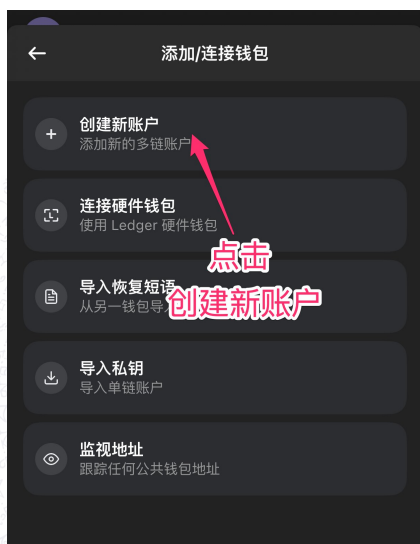 添加/连接钱包
创建新账户
添加新的多链账户
连接硬件钱包
使用 Ledger 硬件钱包
点击
导入恢复短语
从另一钱包导
创建新账户
导入私钥
导入单链账户
监视地址
跟踪任何公共钱包地址